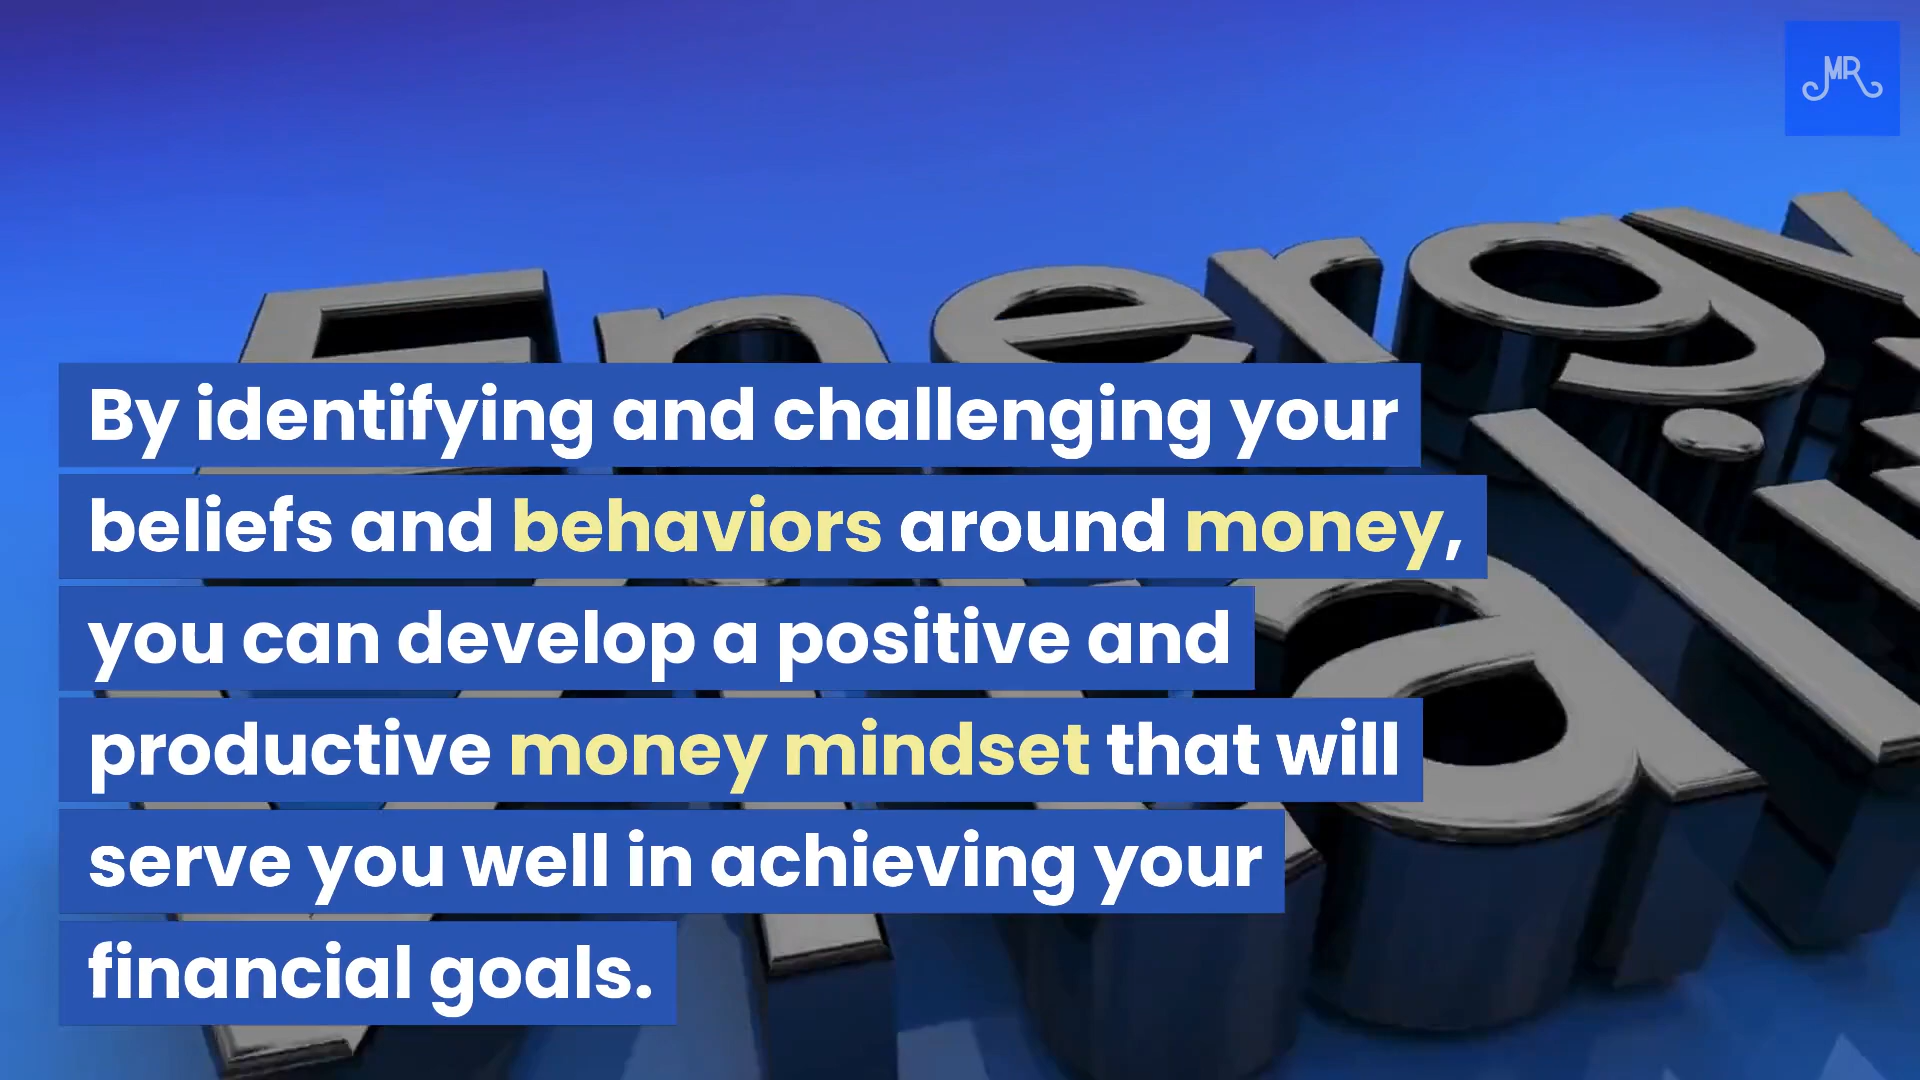 MR
Energy
By identifying and challenging your
beliefs and behaviors around money,
you can develop a positive and
productive money mindset that will
serve you well in achieving your
financial goals.